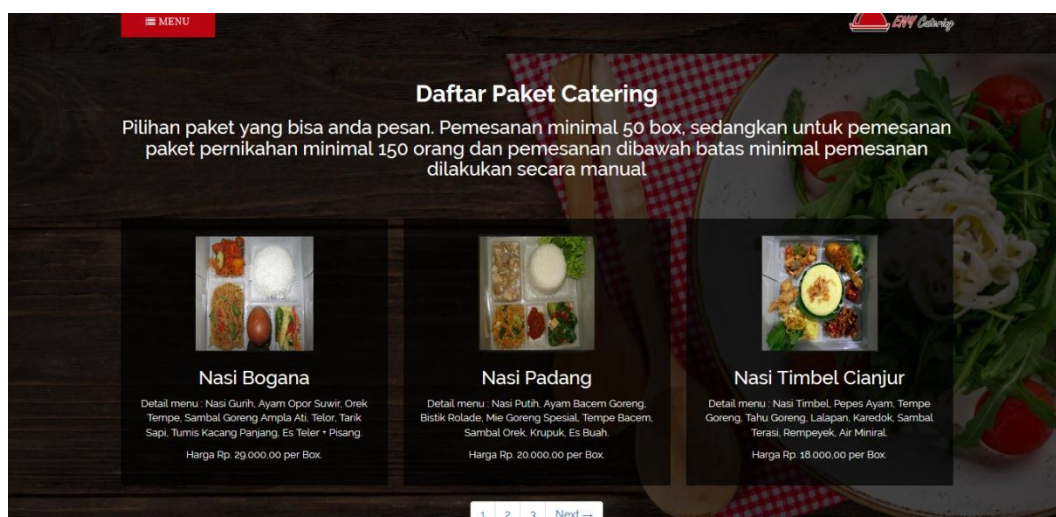 MENU
ENY Catering
Daftar Paket Catering
Pilihan paket yang bisa anda pesan. Pemesanan minimal 50 box, sedangkan untuk pemesanan
paket pernikahan minimal 150 orang dan pemesanan dibawah batas minimal pemesanan
dilakukan secara manual
Nasi Bogana
Detail menu : Nasi Gurih, Ayam Opor Suwir, Orek
Tempe, Sambal Goreng Ampla Ati, Telor, Tarik
Sapi, Tumis Kacang Panjang, Es Teler + Pisang.
Harga Rp. 29.000,00 per Box.
Nasi Padang
Detail menu : Nasi Putih, Ayam Bacem Goreng,
Bistik Rolade, Mie Goreng Spesial, Tempe Bacem,
Sambal Orek, Krupuk, Es Buah.
Harga Rp. 20.000,00 per Box.
Nasi Timbel Cianjur
Detail menu : Nasi Timbel, Pepes Ayam, Tempe
Goreng, Tahu Goreng, Lalapan, Karedok, Sambal
Terasi, Rempeyek, Air Miniral.
Harga Rp. 18.000,00 per Box.
1 2 3 Next →